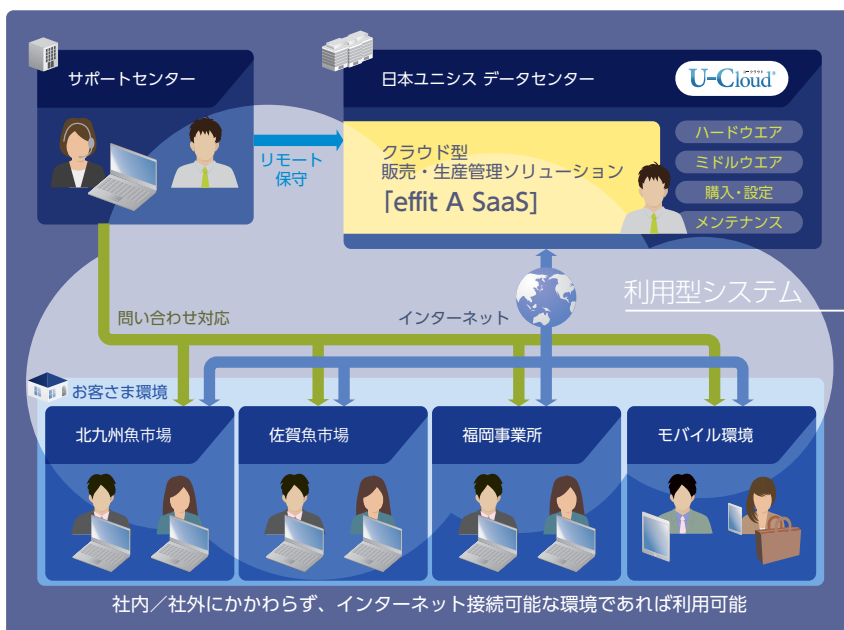 サポートセンター
日本ユニシス データセンター
U-Cloud®
リモート
保守
クラウド型
販売・生産管理ソリューション
「effit A SaaS」
ハードウエア
ミドルウエア
購入・設定
メンテナンス
利用型システム
問い合わせ対応
インターネット
お客さま環境
北九州魚市場
佐賀魚市場
福岡事業所
モバイル環境
社内／社外にかかわらず、インターネット接続可能な環境であれば利用可能